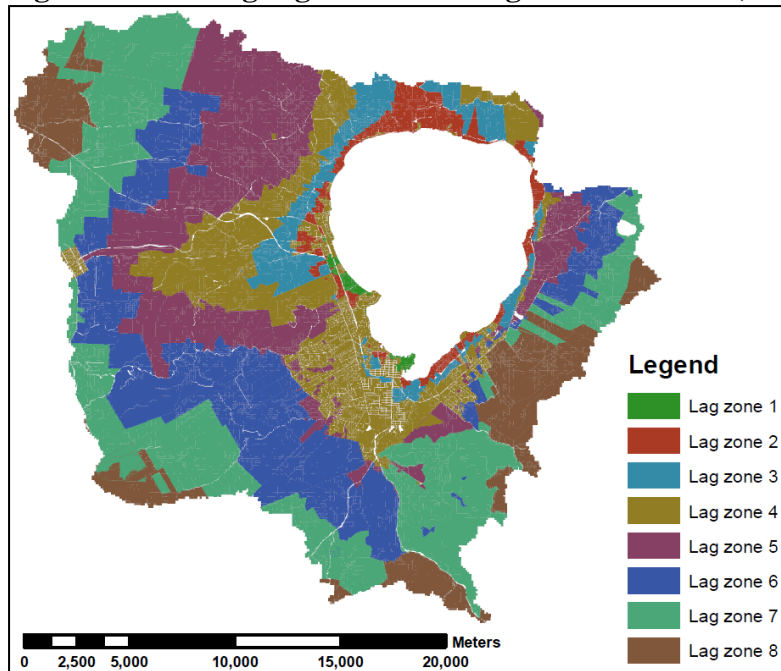 Legend
Lag zone 1
Lag zone 2
Lag zone 3
Lag zone 4
Lag zone 5
Lag zone 6
Lag zone 7
Lag zone 8
Meters
0 2,500 5,000 10,000 15,000 20,000